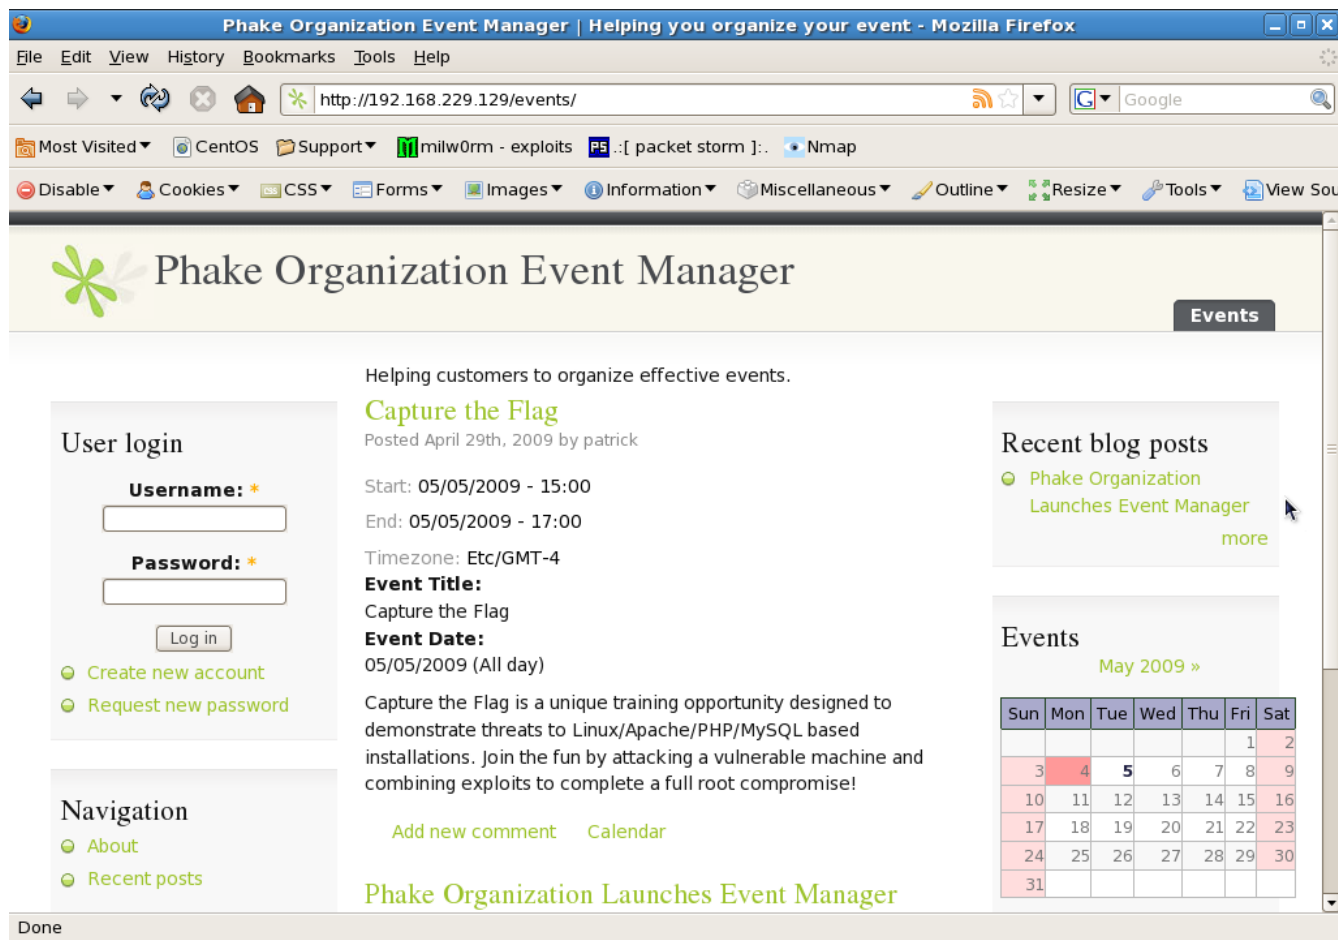 Phake Organization Event Manager | Helping you organize your event - Mozilla Firefox
File Edit View History Bookmarks Tools Help
http://192.168.229.129/events/
G Google
Most Visited CentOS Support milw0rm - exploits PS .:[ packet storm ]:. Nmap
Disable Cookies CSS Forms Images Information Miscellaneous Outline Resize Tools View Sou
Phake Organization Event Manager
Events
Helping customers to organize effective events.
User login
Username: *
Password: *
Log in
Create new account
Request new password
Navigation
About
Recent posts
Capture the Flag
Posted April 29th, 2009 by patrick
Start: 05/05/2009 - 15:00
End: 05/05/2009 - 17:00
Timezone: Etc/GMT-4
Event Title:
Capture the Flag
Event Date:
05/05/2009 (All day)
Capture the Flag is a unique training opportunity designed to
demonstrate threats to Linux/Apache/PHP/MySQL based
installations. Join the fun by attacking a vulnerable machine and
combining exploits to complete a full root compromise!
Add new comment Calendar
Phake Organization Launches Event Manager
Recent blog posts
Phake Organization
Launches Event Manager
more
Events
May 2009 »
Sun Mon Tue Wed Thu Fri Sat
1 2
3 4 5 6 7 8 9
10 11 12 13 14 15 16
17 18 19 20 21 22 23
24 25 26 27 28 29 30
31
Done